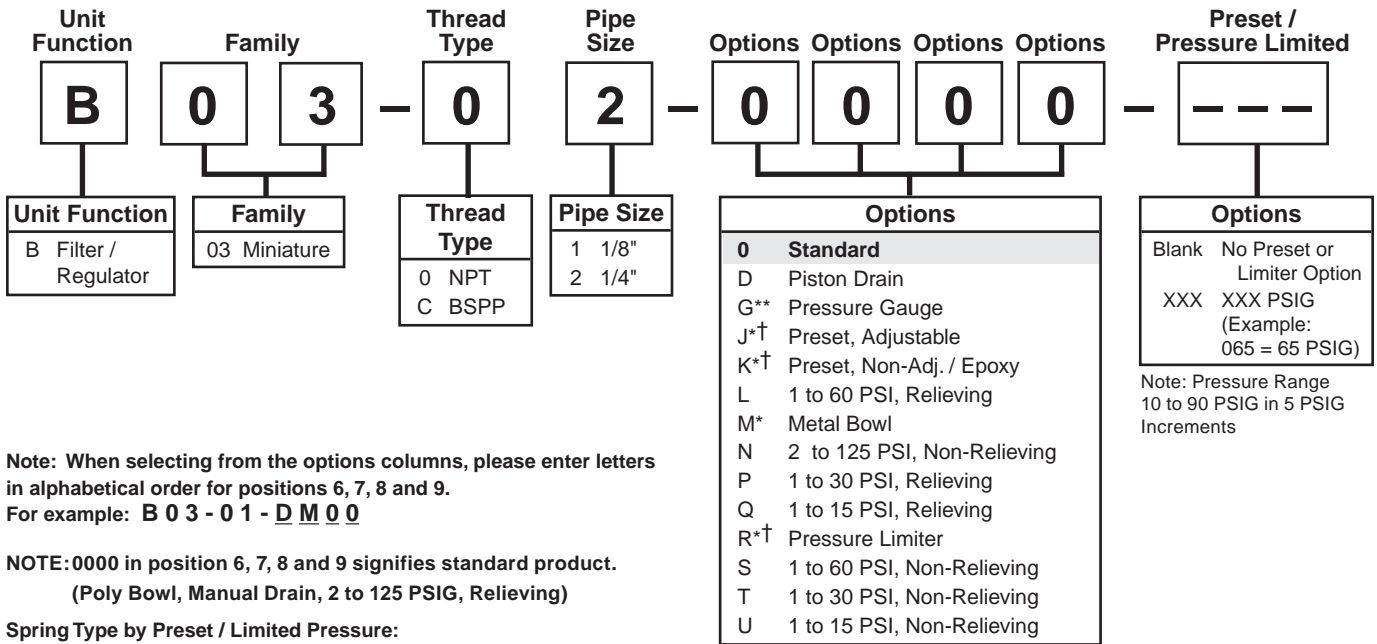 Unit Function
Family
Thread Type
Pipe Size
Options Options Options Options
Preset / Pressure Limited
B 0 3 – 0 2 – 0 0 0 0 – – – –
Unit Function
B Filter / Regulator
Family
03 Miniature
Thread Type
0 NPT
C BSPP
Pipe Size
1 1/8"
2 1/4"
Options
0 Standard
D Piston Drain
G** Pressure Gauge
J*† Preset, Adjustable
K*† Preset, Non-Adj. / Epoxy
L 1 to 60 PSI, Relieving
M* Metal Bowl
N 2 to 125 PSI, Non-Relieving
P 1 to 30 PSI, Relieving
Q 1 to 15 PSI, Relieving
R*† Pressure Limiter
S 1 to 60 PSI, Non-Relieving
T 1 to 30 PSI, Non-Relieving
U 1 to 15 PSI, Non-Relieving
Options
Blank No Preset or
Limiter Option
XXX XXX PSIG
(Example:
065 = 65 PSIG)
Note: Pressure Range
10 to 90 PSIG in 5 PSIG
Increments
Note: When selecting from the options columns, please enter letters
in alphabetical order for positions 6, 7, 8 and 9.
For example: B 0 3 - 0 1 - D M 0 0
NOTE: 0000 in position 6, 7, 8 and 9 signifies standard product.
(Poly Bowl, Manual Drain, 2 to 125 PSIG, Relieving)
Spring Type by Preset / Limited Pressure: